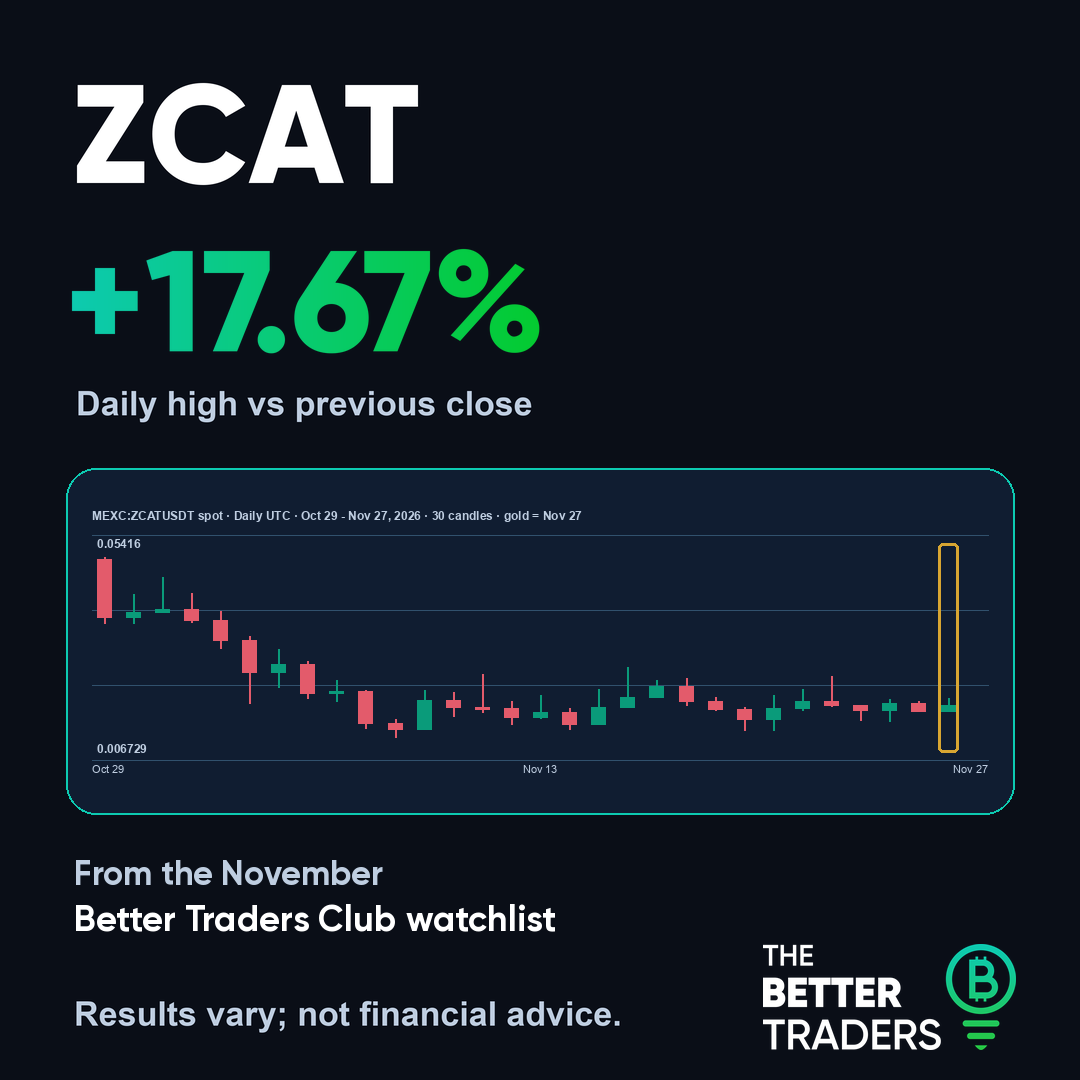 ZCAT
+17.67%
Daily high vs previous close
MEXC:ZCATUSDT spot · Daily UTC · Oct 29 - Nov 27, 2026 · 30 candles · gold = Nov 27
0.05416
0.006729
Oct 29
Nov 13
Nov 27
From the November
Better Traders Club watchlist
Results vary; not financial advice.
THE
BETTER
TRADERS